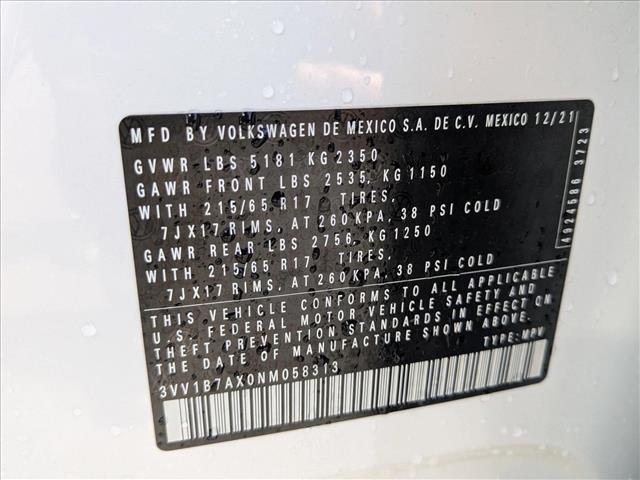 MFD BY VOLKSWAGEN DE MEXICO S.A. DE C.V. MEXICO 12/21
GVWR LBS 5181 KG 2350
GAWR FRONT LBS 2535, KG 1150
WITH 215/65 R17 TIRES,
7JX17 RIMS, AT 260 KPA, 38 PSI COLD
GAWR REAR LBS 2756, KG 1250
WITH 215/65 R17 TIRES,
7JX17 RIMS, AT 260 KPA, 38 PSI COLD
THIS VEHICLE CONFORMS TO ALL APPLICABLE
U.S. FEDERAL MOTOR VEHICLE SAFETY AND
THEFT PREVENTION STANDARDS IN EFFECT ON
THE DATE OF MANUFACTURE SHOWN ABOVE.
TYPE: MPV
3VV1B7AX0NM058313
4924586 3723